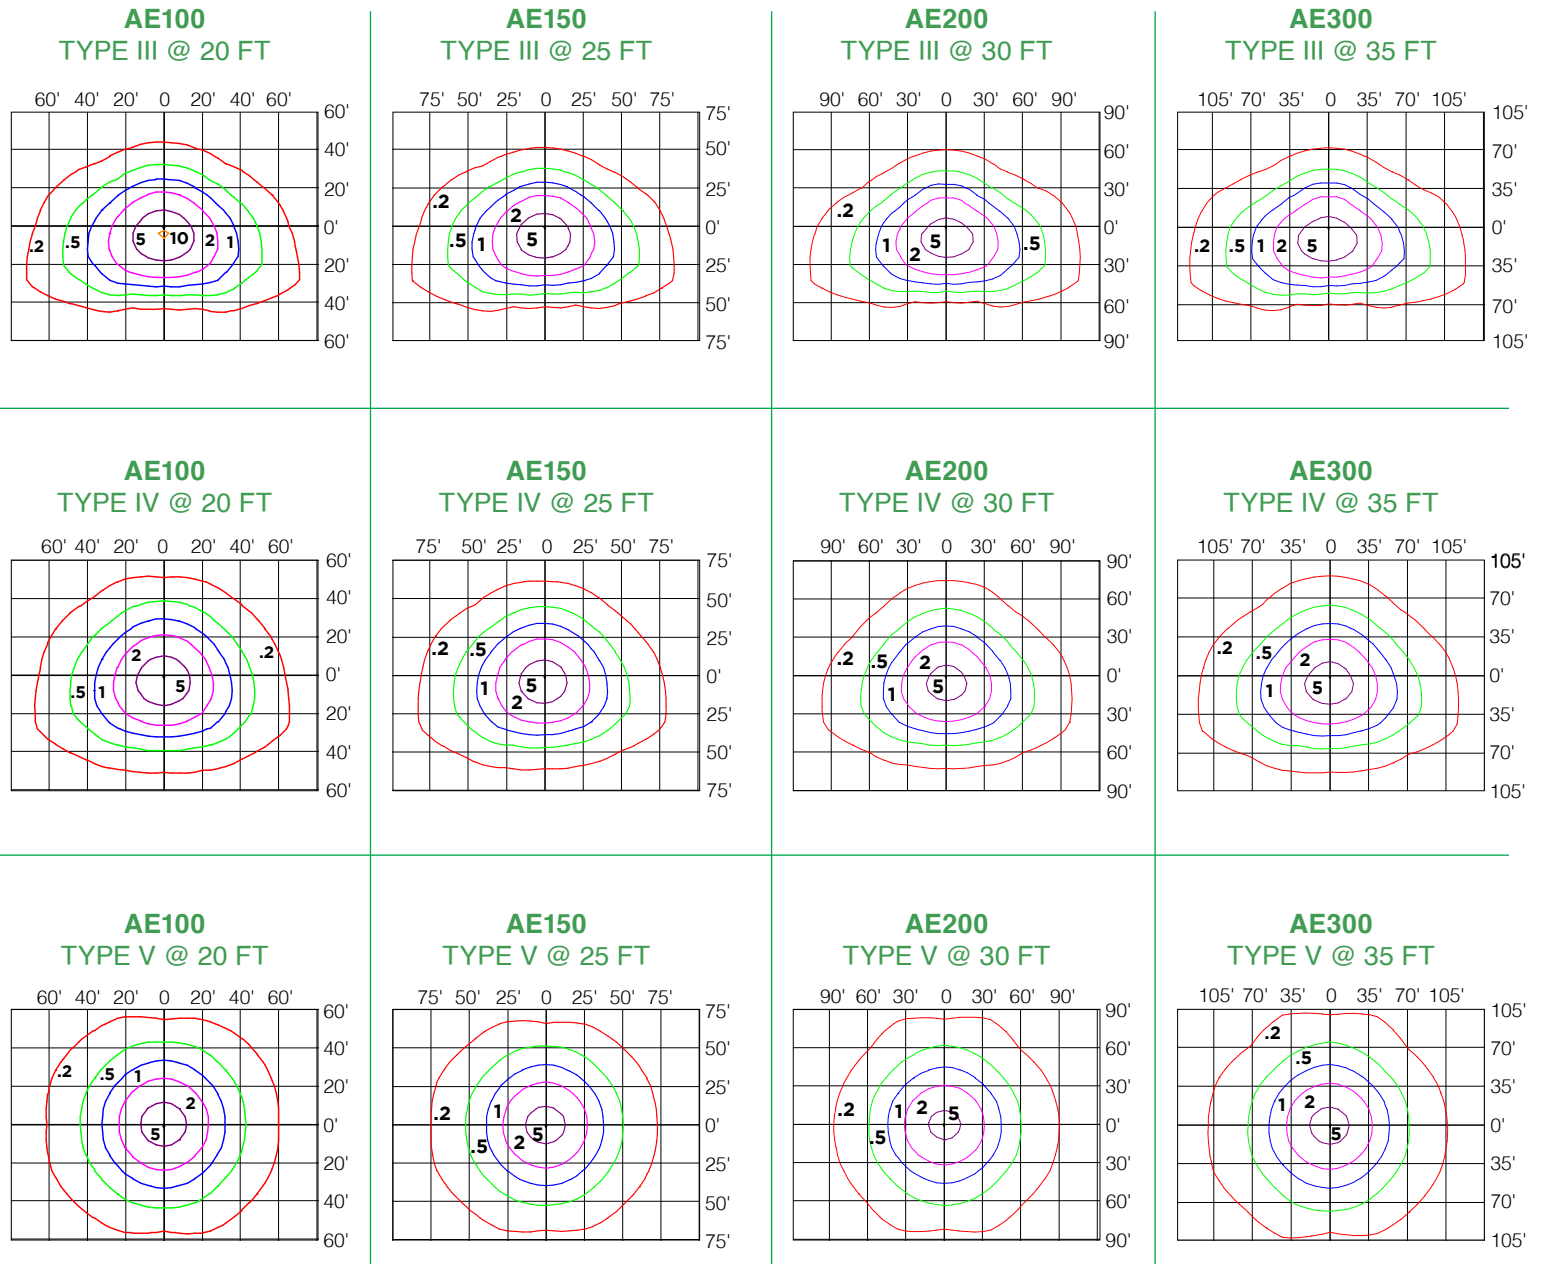 AE100
TYPE III @ 20 FT
60' 40' 20' 0 20' 40' 60'
60'
40'
20'
0'
20'
40'
60'
.2 .5 5 10 2 1
AE150
TYPE III @ 25 FT
75' 50' 25' 0 25' 50' 75'
75'
50'
25'
0'
25'
50'
75'
.2
2
.5 1 5
AE200
TYPE III @ 30 FT
90' 60' 30' 0 30' 60' 90'
90'
60'
30'
0'
30'
60'
90'
.2
1 5 .5
2
AE300
TYPE III @ 35 FT
105' 70' 35' 0 35' 70' 105'
105'
70'
35'
0'
35'
70'
105'
.2 .5 1 2 5
AE100
TYPE IV @ 20 FT
60' 40' 20' 0 20' 40' 60'
60'
40'
20'
0'
20'
40'
60'
2 .2
.5 1 5
AE150
TYPE IV @ 25 FT
75' 50' 25' 0 25' 50' 75'
75'
50'
25'
0'
25'
50'
75'
.2 .5
1 5
2
AE200
TYPE IV @ 30 FT
90' 60' 30' 0 30' 60' 90'
90'
60'
30'
0'
30'
60'
90'
.2 .5 2
1 5
AE300
TYPE IV @ 35 FT
105' 70' 35' 0 35' 70' 105'
105'
70'
35'
0'
35'
70'
105'
.2 .5 2
1 5
AE100
TYPE V @ 20 FT
60' 40' 20' 0 20' 40' 60'
60'
40'
20'
0'
20'
40'
60'
.2 .5 1
2
5
AE150
TYPE V @ 25 FT
75' 50' 25' 0 25' 50' 75'
75'
50'
25'
0'
25'
50'
75'
.2 1
.5 2 5
AE200
TYPE V @ 30 FT
90' 60' 30' 0 30' 60' 90'
90'
60'
30'
0'
30'
60'
90'
.2 1 2 5
.5
AE300
TYPE V @ 35 FT
105' 70' 35' 0 35' 70' 105'
105'
70'
35'
0'
35'
70'
105'
.2
.5
1 2
5